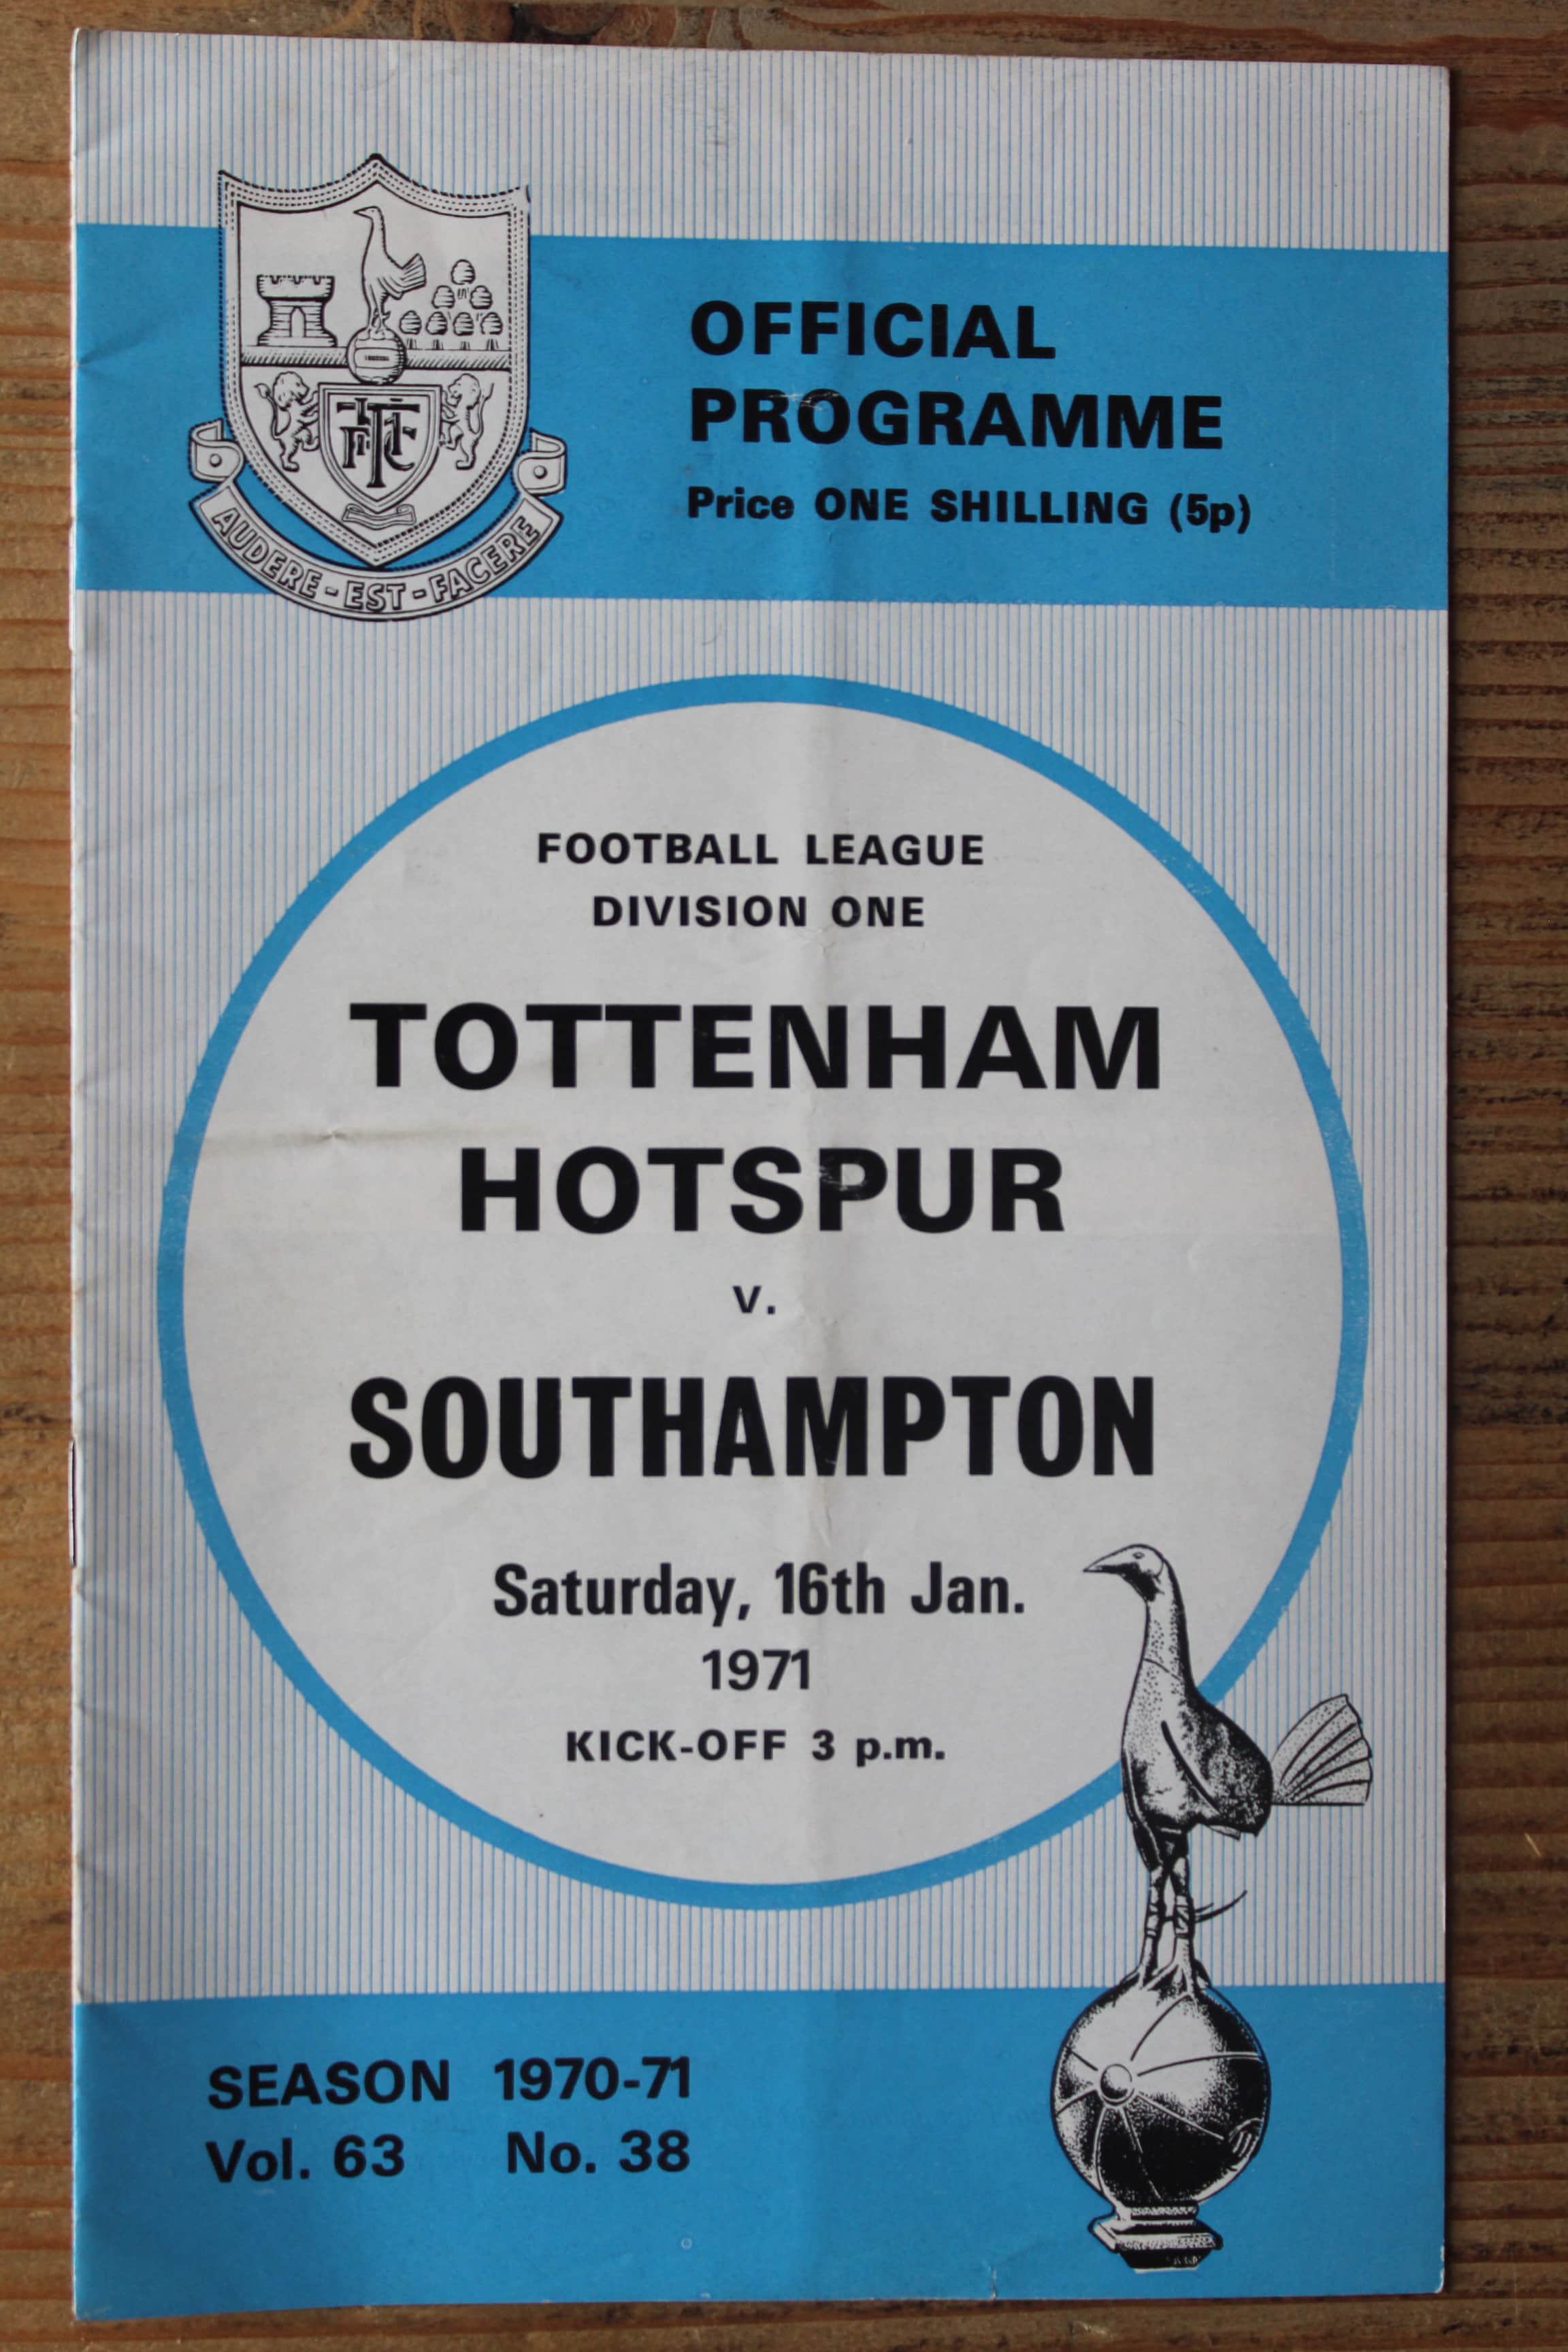 OFFICIAL
PROGRAMME
Price ONE SHILLING (5p)
AUDERE-EST-FACERE
FOOTBALL LEAGUE
DIVISION ONE
TOTTENHAM
HOTSPUR
v.
SOUTHAMPTON
Saturday, 16th Jan.
1971
KICK-OFF 3 p.m.
SEASON 1970-71
Vol. 63 No. 38